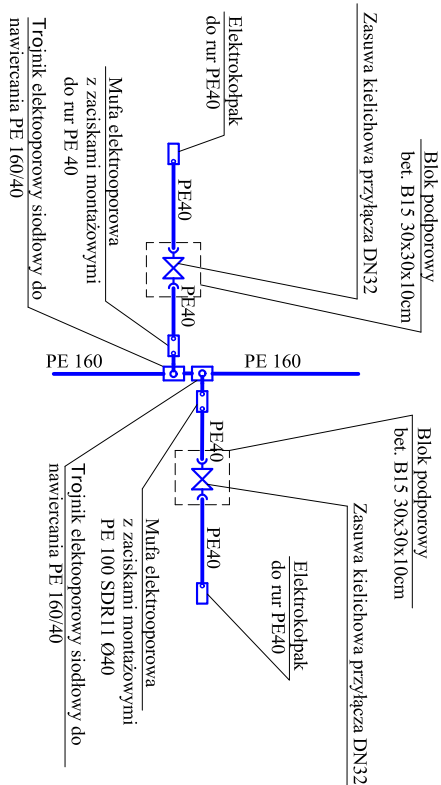 Blok podporowy
bet. B15 30x30x10cm
Zasuwa kielichowa przyłącza DN32
Elektrokołpak
do rur PE40
Mufa elektrooporowa
z zaciskami montażowymi
do rur PE 40
Trojnik elektooporowy siodłowy do
nawiercania PE 160/40
PE40
PE40
PE 160
PE 160
PE40
PE40
Blok podporowy
bet. B15 30x30x10cm
Zasuwa kielichowa przyłącza DN32
Elektrokołpak
do rur PE40
Mufa elektrooporowa
z zaciskami montażowymi
PE 100 SDR11 Ø40
Trojnik elektooporowy siodłowy do
nawiercania PE 160/40